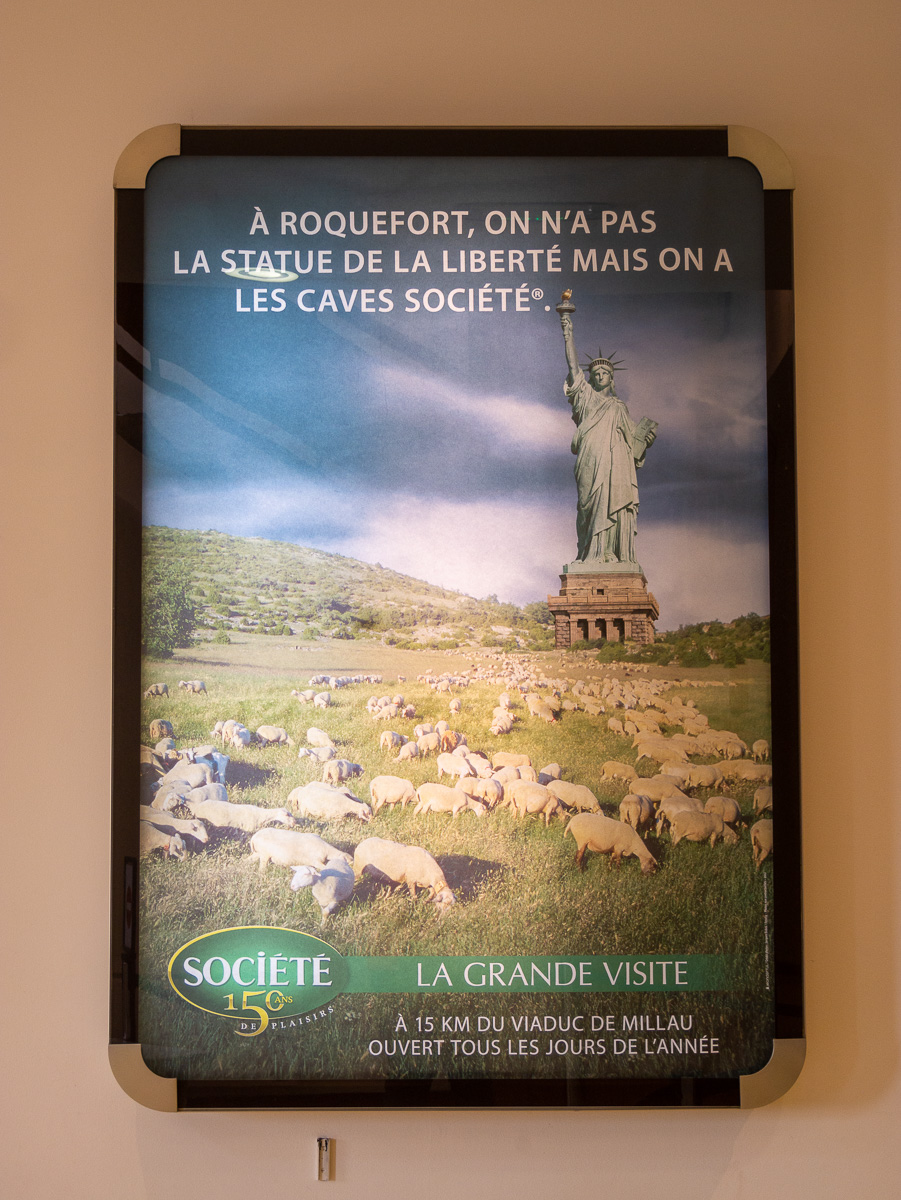 À ROQUEFORT, ON N'A PAS
LA STATUE DE LA LIBERTÉ MAIS ON A
LES CAVES SOCIÉTÉ®.
SOCIÉTÉ
150 ANS
DE PLAISIRS
LA GRANDE VISITE
À 15 KM DU VIADUC DE MILLAU
OUVERT TOUS LES JOURS DE L'ANNÉE